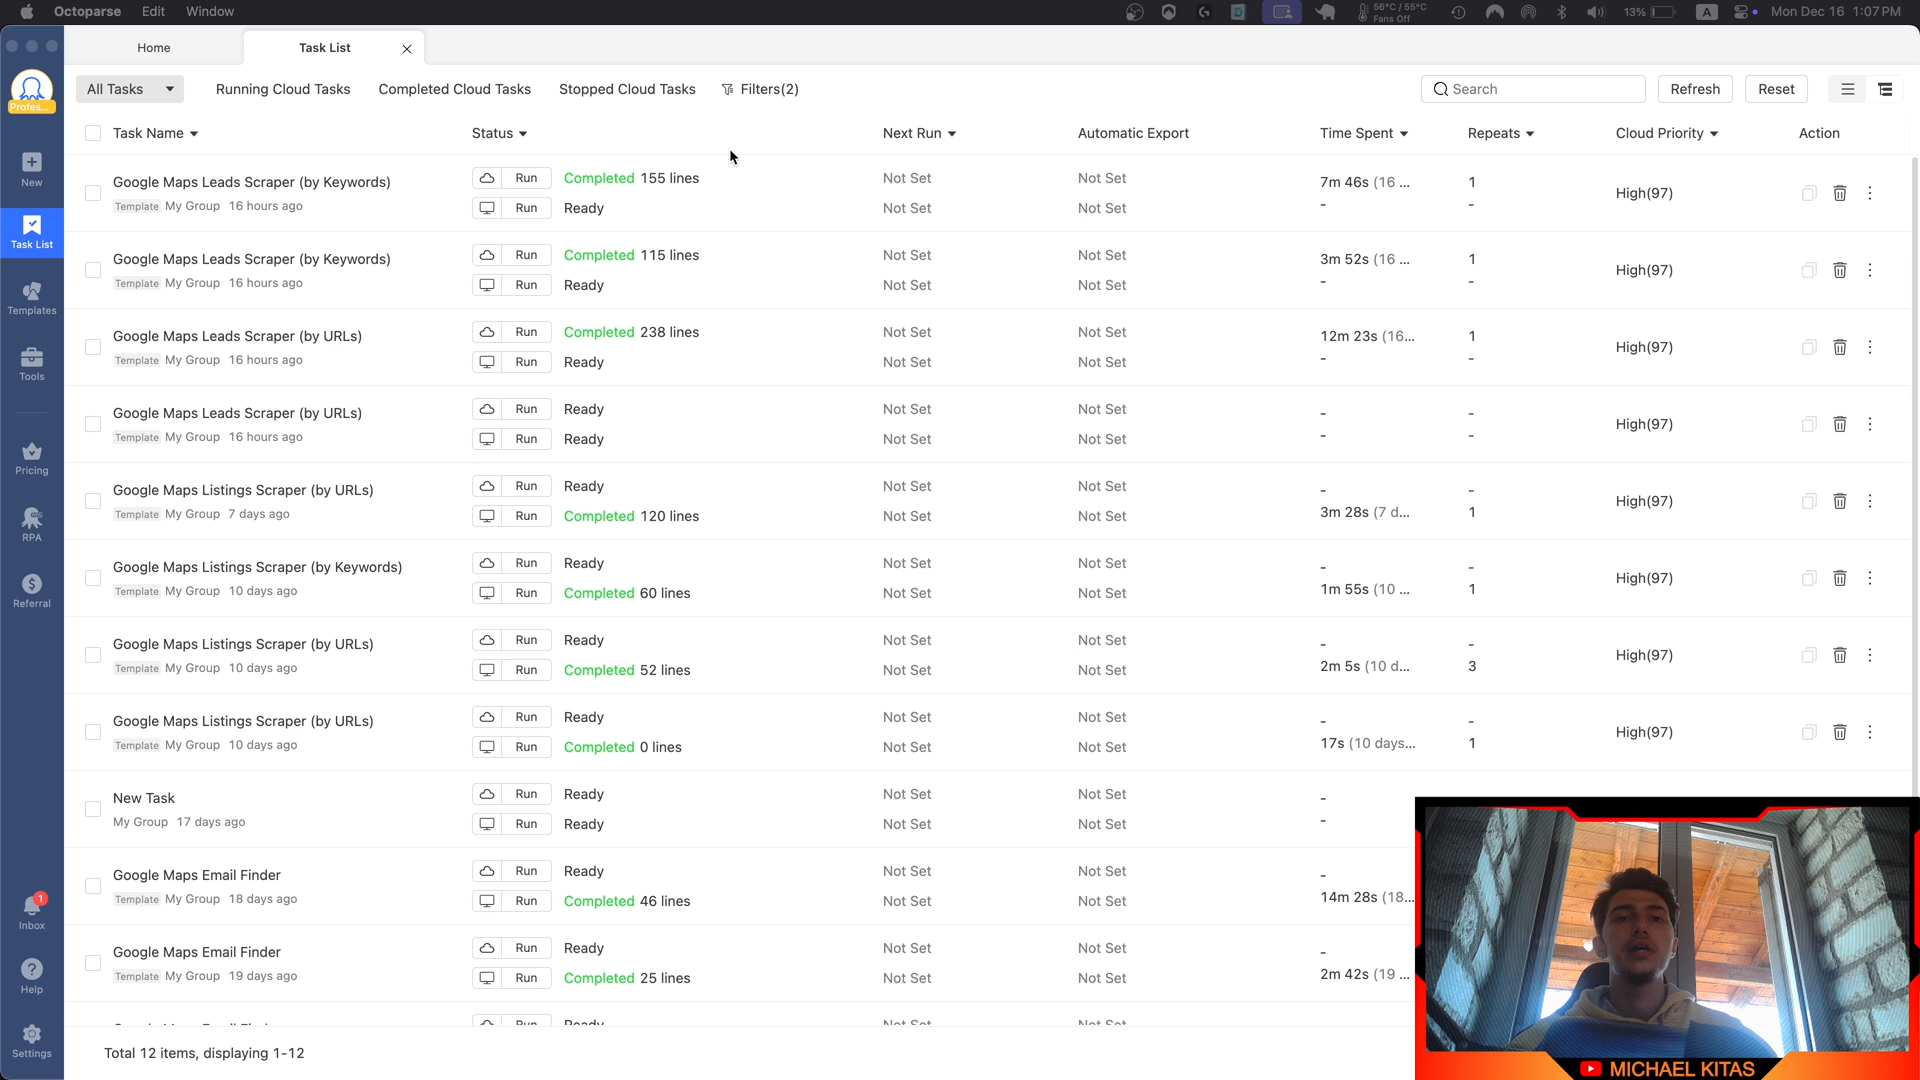 Octoparse Edit Window
56°C / 55°C
Fans Off
13%
A
Mon Dec 16 1:07 PM
Home
Task List
All Tasks
Running Cloud Tasks
Completed Cloud Tasks
Stopped Cloud Tasks
Filters(2)
Search
Refresh
Reset
Profes...
New
Task List
Templates
Tools
Pricing
RPA
Referral
1
Inbox
Help
Settings
Task Name Status Next Run Automatic Export Time Spent Repeats Cloud Priority Action
Google Maps Leads Scraper (by Keywords)
Template My Group 16 hours ago
Run Completed 155 lines Not Set Not Set 7m 46s (16 ... 1
Run Ready Not Set Not Set - -
High(97)
Google Maps Leads Scraper (by Keywords)
Template My Group 16 hours ago
Run Completed 115 lines Not Set Not Set 3m 52s (16 ... 1
Run Ready Not Set Not Set - -
High(97)
Google Maps Leads Scraper (by URLs)
Template My Group 16 hours ago
Run Completed 238 lines Not Set Not Set 12m 23s (16... 1
Run Ready Not Set Not Set - -
High(97)
Google Maps Leads Scraper (by URLs)
Template My Group 16 hours ago
Run Ready Not Set Not Set - -
Run Ready Not Set Not Set - -
High(97)
Google Maps Listings Scraper (by URLs)
Template My Group 7 days ago
Run Ready Not Set Not Set - -
Run Completed 120 lines Not Set Not Set 3m 28s (7 d... 1
High(97)
Google Maps Listings Scraper (by Keywords)
Template My Group 10 days ago
Run Ready Not Set Not Set - -
Run Completed 60 lines Not Set Not Set 1m 55s (10 ... 1
High(97)
Google Maps Listings Scraper (by URLs)
Template My Group 10 days ago
Run Ready Not Set Not Set - -
Run Completed 52 lines Not Set Not Set 2m 5s (10 d... 3
High(97)
Google Maps Listings Scraper (by URLs)
Template My Group 10 days ago
Run Ready Not Set Not Set - -
Run Completed 0 lines Not Set Not Set 17s (10 days... 1
High(97)
New Task
My Group 17 days ago
Run Ready Not Set Not Set -
Run Ready Not Set Not Set -
Google Maps Email Finder
Template My Group 18 days ago
Run Ready Not Set Not Set -
Run Completed 46 lines Not Set Not Set 14m 28s (18...
Google Maps Email Finder
Template My Group 19 days ago
Run Ready Not Set Not Set -
Run Completed 25 lines Not Set Not Set 2m 42s (19 ...
Total 12 items, displaying 1-12
MICHAEL KITAS